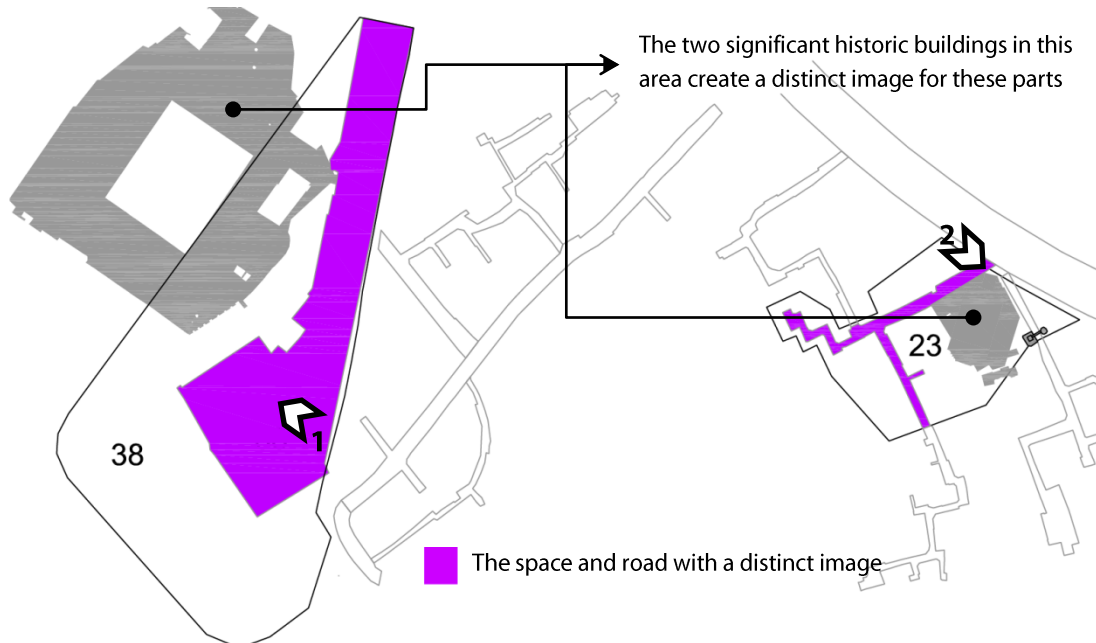 The two significant historic buildings in this
area create a distinct image for these parts
2
23
1
38
The space and road with a distinct image